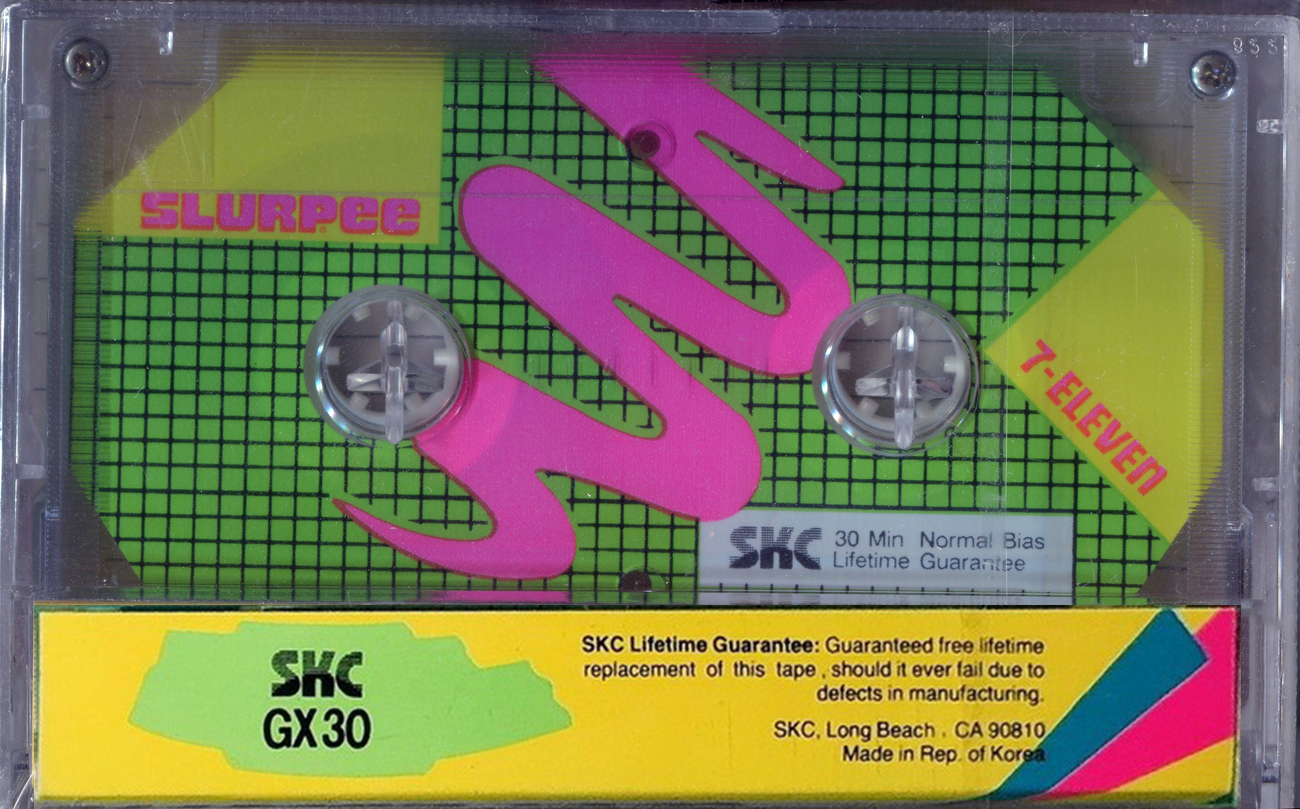 SLURPEE
7-ELEVEN
SKC 30 Min Normal Bias
Lifetime Guarantee
SKC
GX30
SKC Lifetime Guarantee: Guaranteed free lifetime
replacement of this tape, should it ever fail due to
defects in manufacturing.
SKC, Long Beach, CA 90810
Made in Rep. of Korea